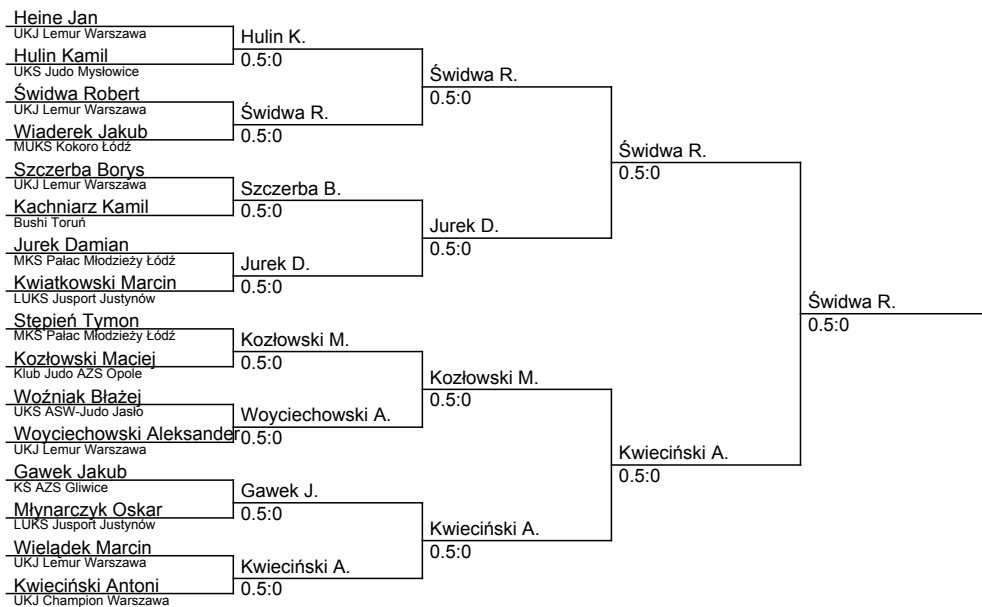 Heine Jan
UKJ Lemur Warszawa
Hulin Kamil
UKS Judo Mysłowice
Świdwa Robert
UKJ Lemur Warszawa
Wiaderek Jakub
MUKS Kokoro Łódź
Szczerba Borys
UKJ Lemur Warszawa
Kachniarz Kamil
Bushi Toruń
Jurek Damian
MKS Pałac Młodzieży Łódź
Kwiatkowski Marcin
LUKS Jusport Justynów
Stępień Tymon
MKS Pałac Młodzieży Łódź
Kozłowski Maciej
Klub Judo AZS Opole
Woźniak Błażej
UKS ASW-Judo Jasło
Woyciechowski Aleksander
UKJ Lemur Warszawa
Gawek Jakub
KŚ AZS Gliwice
Młynarczyk Oskar
LUKS Jusport Justynów
Wielądek Marcin
UKJ Lemur Warszawa
Kwieciński Antoni
UKJ Champion Warszawa
Hulin K.
0.5:0
Świdwa R.
0.5:0
Szczerba B.
0.5:0
Jurek D.
0.5:0
Kozłowski M.
0.5:0
Woyciechowski A.
0.5:0
Gawek J.
0.5:0
Kwieciński A.
0.5:0
Świdwa R.
0.5:0
Jurek D.
0.5:0
Kozłowski M.
0.5:0
Kwieciński A.
0.5:0
Świdwa R.
0.5:0
Kwieciński A.
0.5:0
Świdwa R.
0.5:0